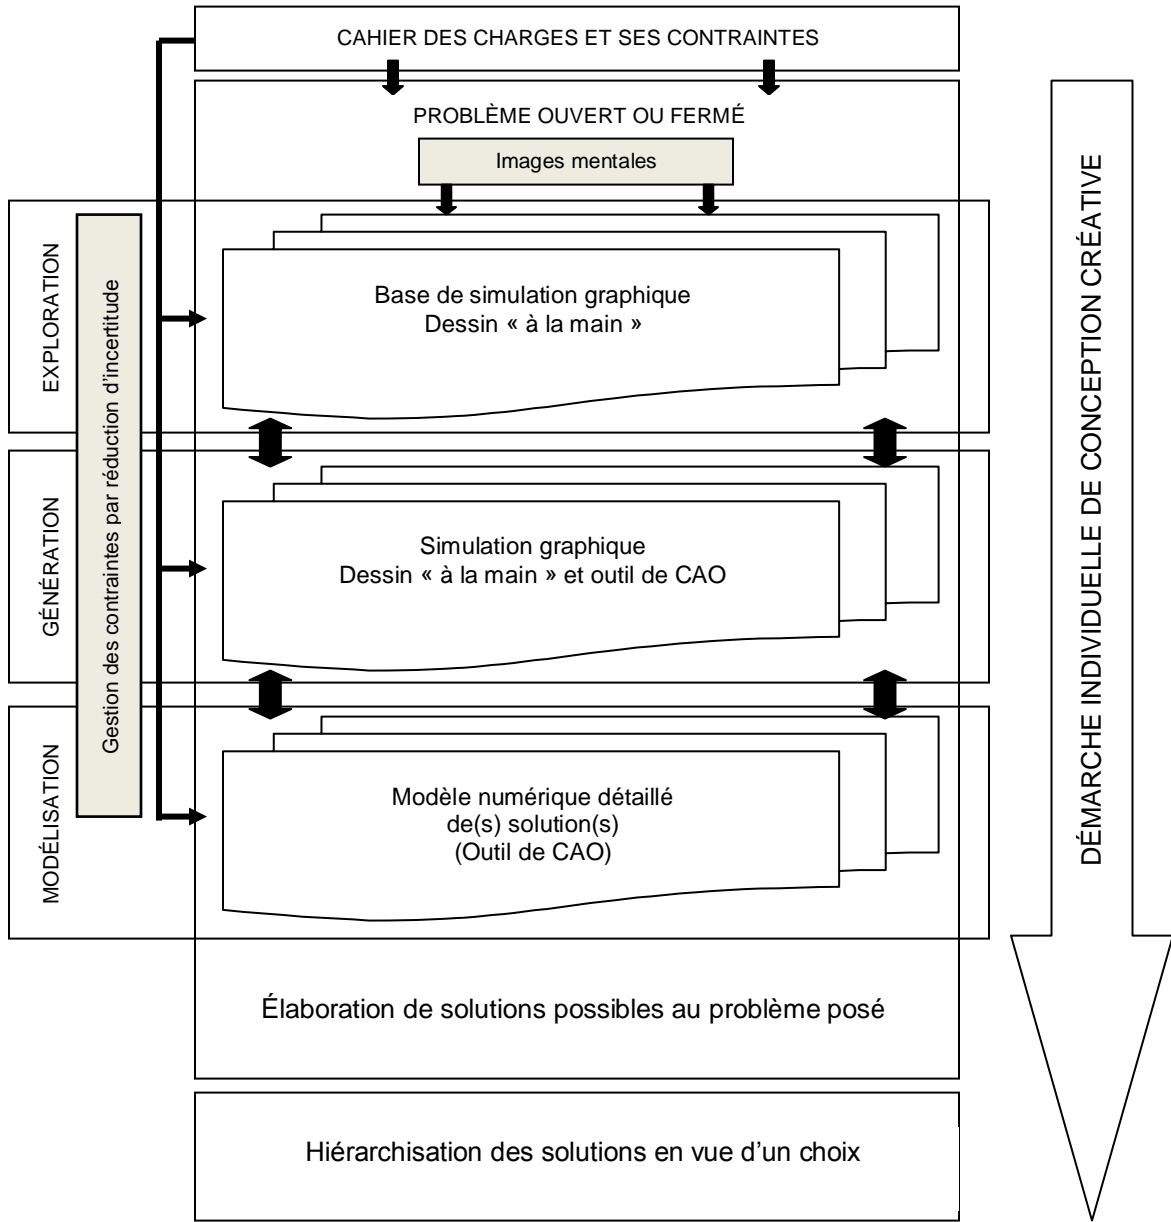 CAHIER DES CHARGES ET SES CONTRAINTES
PROBLÈME OUVERT OU FERMÉ
Images mentales
EXPLORATION
Gestion des contraintes par réduction d’incertitude
Base de simulation graphique
Dessin « à la main »
GÉNÉRATION
Simulation graphique
Dessin « à la main » et outil de CAO
MODÉLISATION
Modèle numérique détaillé
de(s) solution(s)
(Outil de CAO)
Élaboration de solutions possibles au problème posé
Hiérarchisation des solutions en vue d’un choix
DÉMARCHE INDIVIDUELLE DE CONCEPTION CRÉATIVE